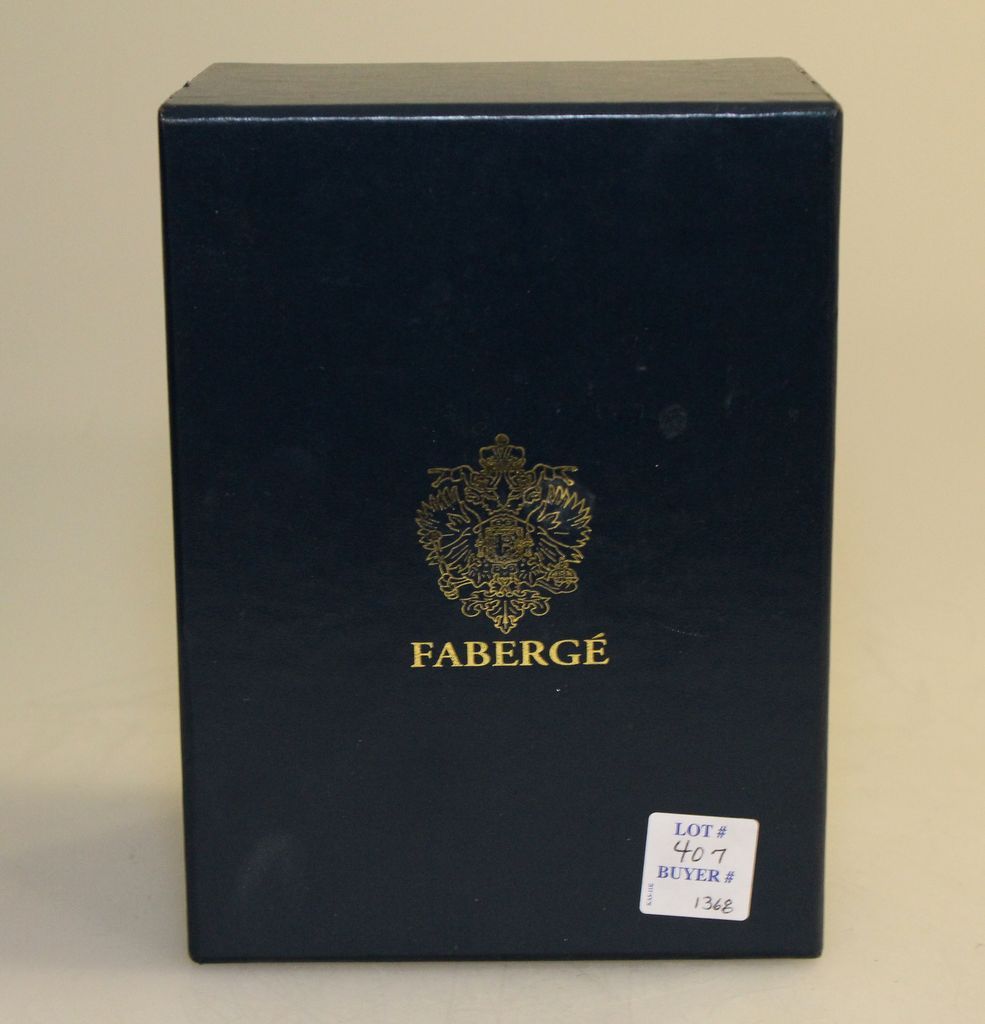 FABERGÉ
LOT #
407
BUYER #
1368